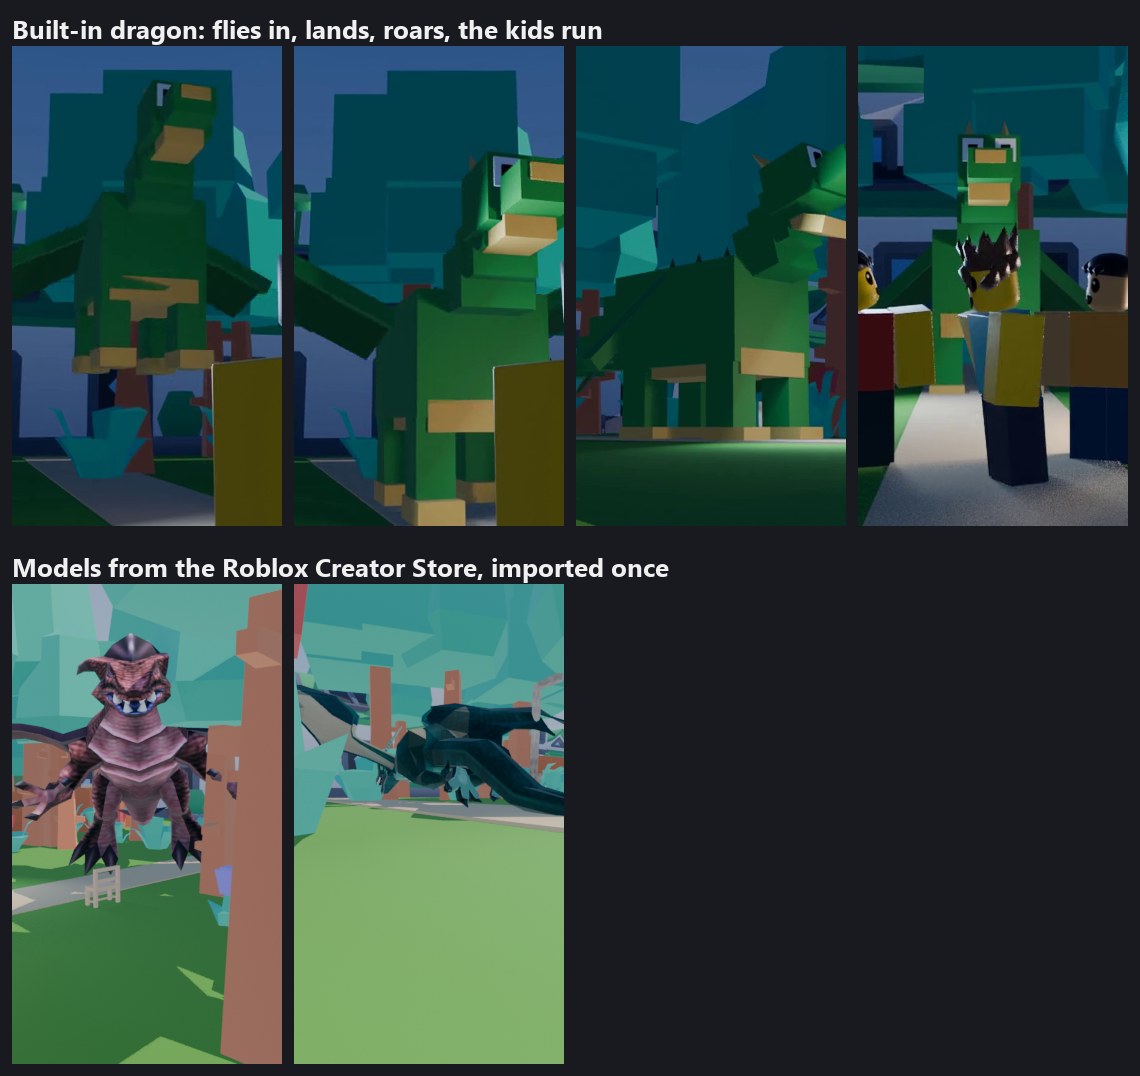 Built-in dragon: flies in, lands, roars, the kids run
Models from the Roblox Creator Store, imported once